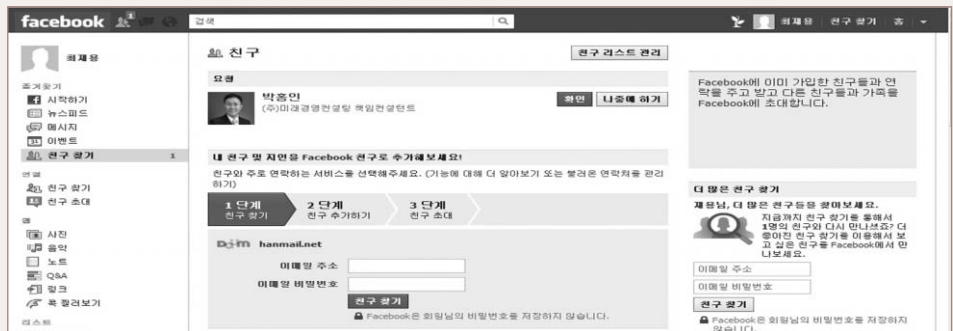 facebook
1
검색
최재용
친구 찾기
홈
최재용
즐겨찾기
시작하기
뉴스피드
메시지
31 이벤트
친구 찾기 1
연결
친구 찾기
친구 초대
앱
사진
음악
노트
Q&A
링크
콕 찔러보기
리스트
친구
친구 리스트 관리
요청
박홍인
(주)미래경영컨설팅 책임컨설턴트
확인
나중에 하기
내 친구 및 지인을 Facebook 친구로 추가해보세요!
친구와 주로 연락하는 서비스를 선택해주세요. (기능에 대해 더 알아보기 또는 불러온 연락처를 관리
하기)
1 단계
친구 찾기
2 단계
친구 추가하기
3 단계
친구 초대
Daum hanmail.net
이메일 주소
이메일 비밀번호
친구 찾기
Facebook은 회원님의 비밀번호를 저장하지 않습니다.
Facebook에 이미 가입한 친구들과 연
락을 주고 받고 다른 친구들과 가족을
Facebook에 초대합니다.
더 많은 친구 찾기
재용님, 더 많은 친구들을 찾아보세요.
지금까지 친구 찾기를 통해서
1명의 친구와 다시 만나셨죠? 더
좋아진 친구 찾기를 이용해서 보
고 싶은 친구를 Facebook에서 만
나보세요.
이메일 주소
이메일 비밀번호
친구 찾기
Facebook은 회원님의 비밀번호를 저장하지
않습니다.